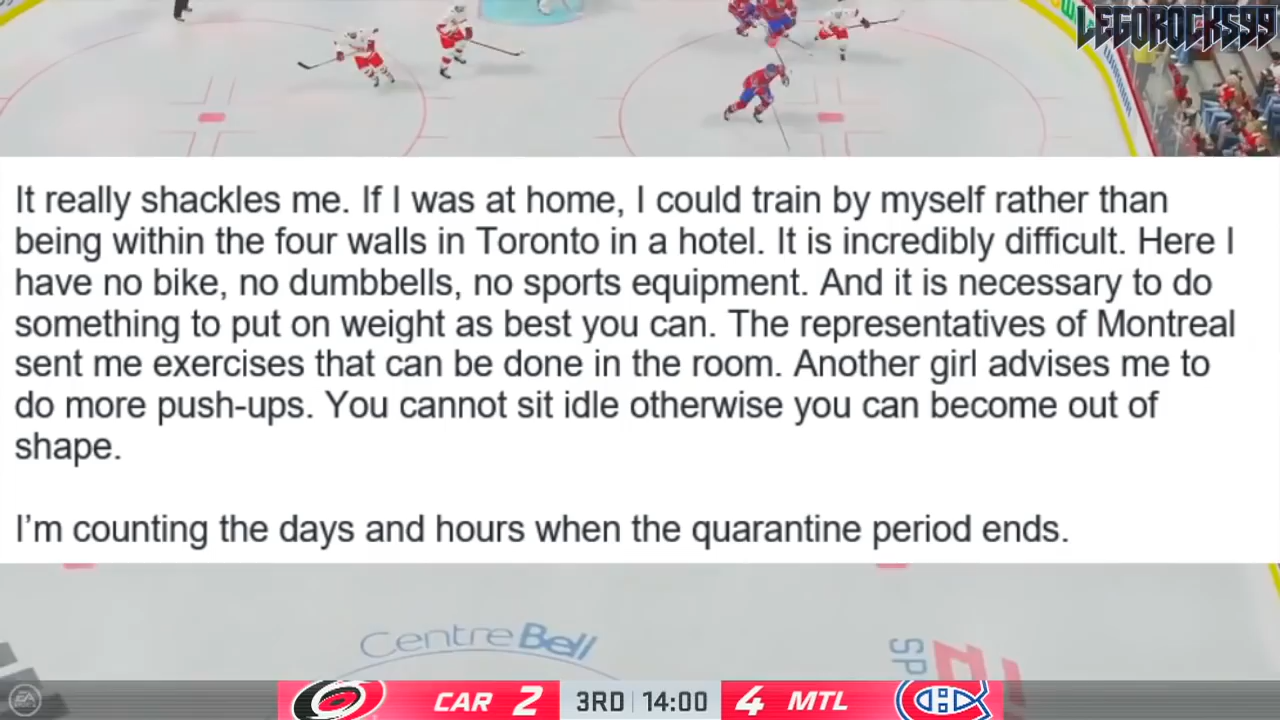 LEGOROCKS99
It really shackles me. If I was at home, I could train by myself rather than
being within the four walls in Toronto in a hotel. It is incredibly difficult. Here I
have no bike, no dumbbells, no sports equipment. And it is necessary to do
something to put on weight as best you can. The representatives of Montreal
sent me exercises that can be done in the room. Another girl advises me to
do more push-ups. You cannot sit idle otherwise you can become out of
shape.
I'm counting the days and hours when the quarantine period ends.
Centre Bell
SP
EA
CAR 2 3RD 14:00 4 MTL